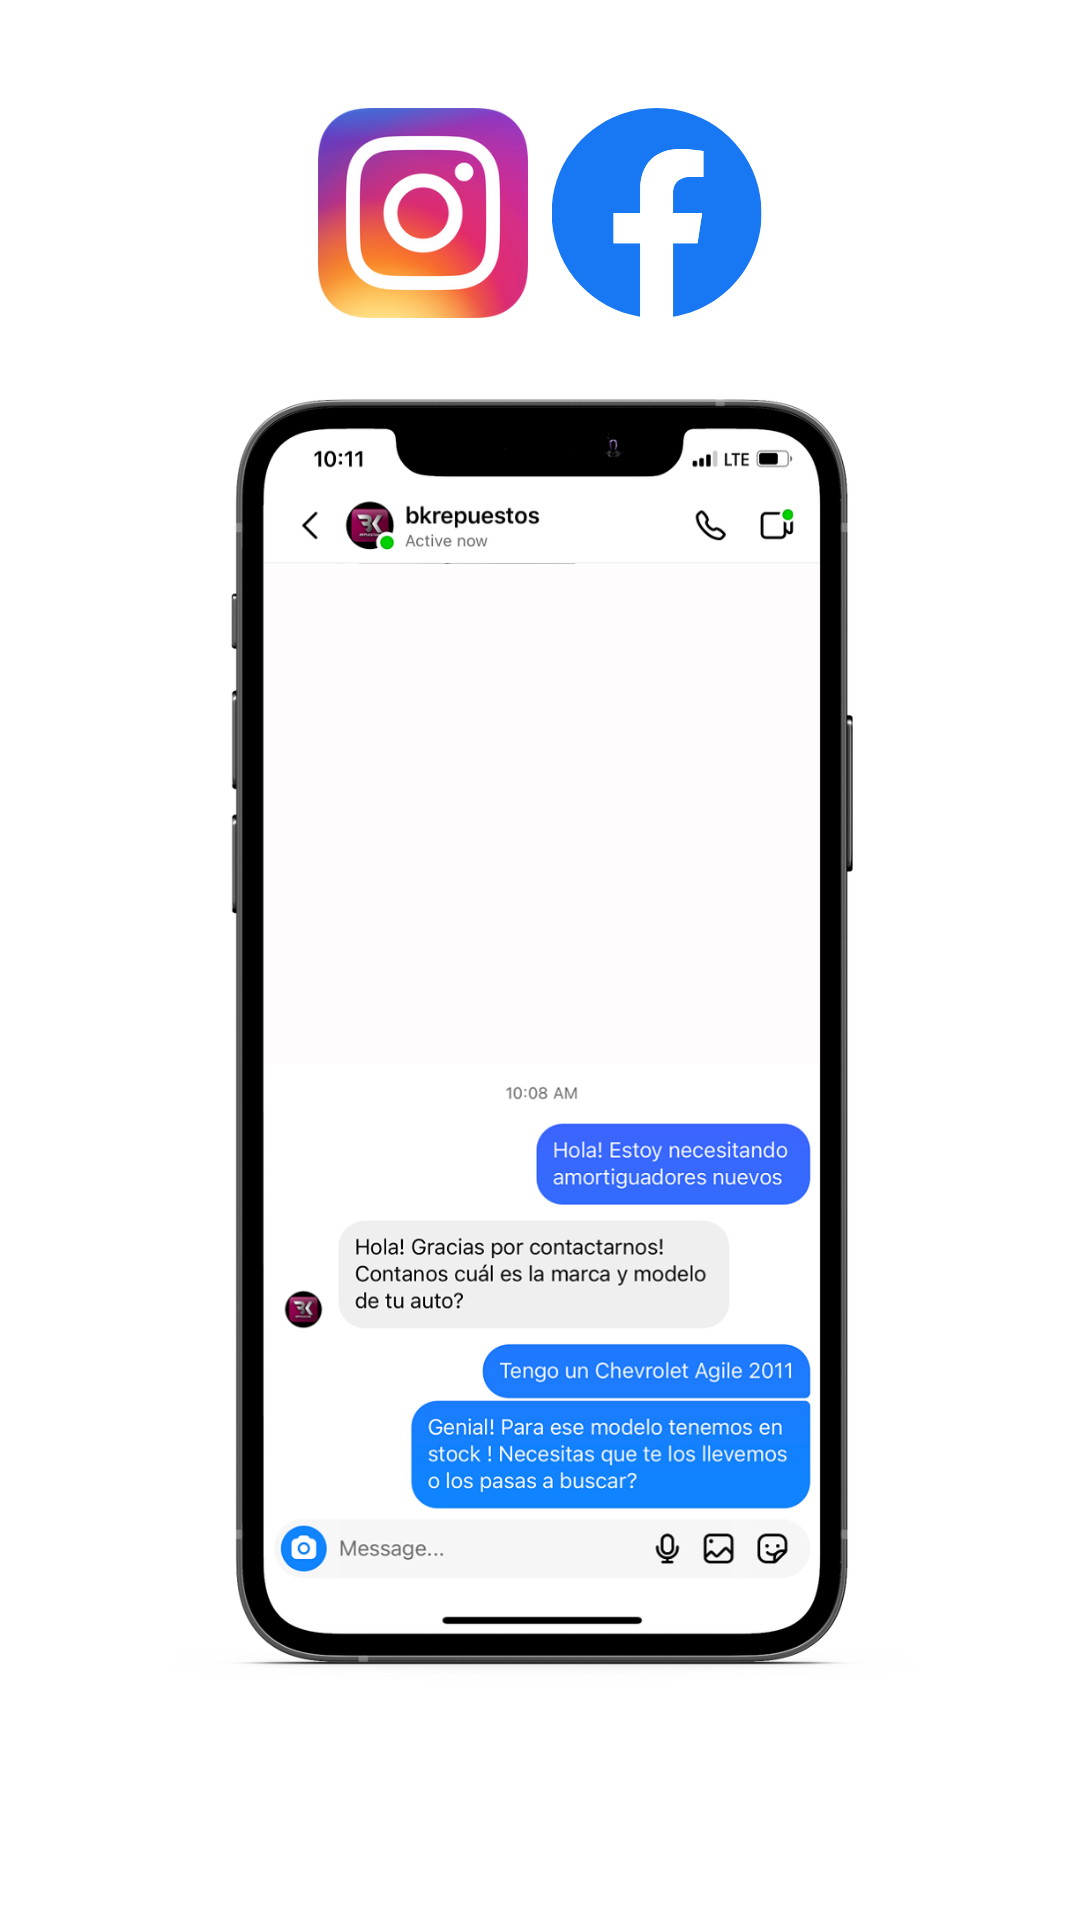 10:11
LTE
bkrepuestos
Active now
10:08 AM
Hola! Estoy necesitando
amortiguadores nuevos
Hola! Gracias por contactarnos!
Contanos cuál es la marca y modelo
de tu auto?
Tengo un Chevrolet Agile 2011
Genial! Para ese modelo tenemos en
stock ! Necesitas que te los llevemos
o los pasas a buscar?
Message...